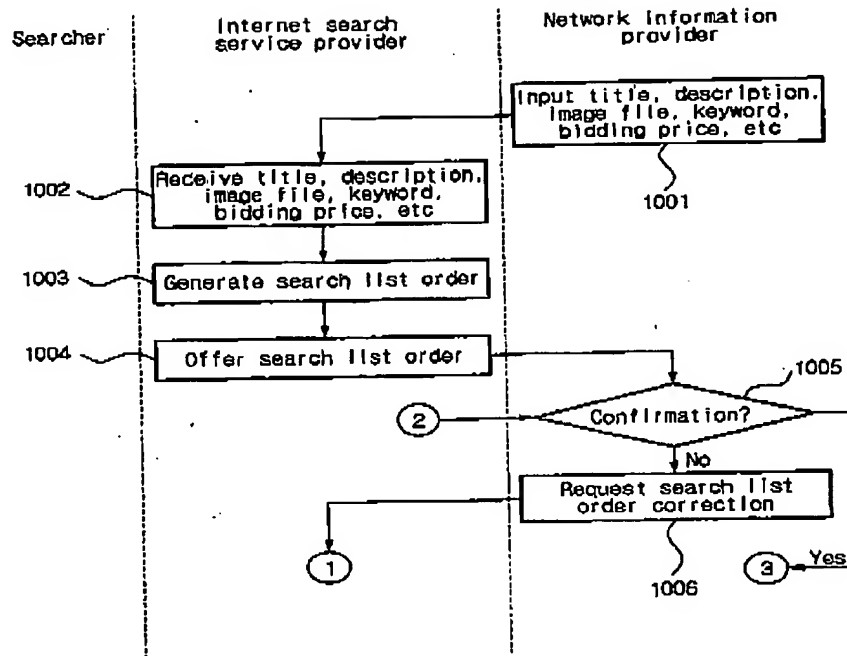 Searcher
Internet search
service provider
Network information
provider
Input title, description,
image file, keyword,
bidding price, etc
1001
1002
Receive title, description,
image file, keyword,
bidding price, etc
1003
Generate search list order
1004
Offer search list order
1005
2
Confirmation?
No
Request search list
order correction
1
1006
3
Yes